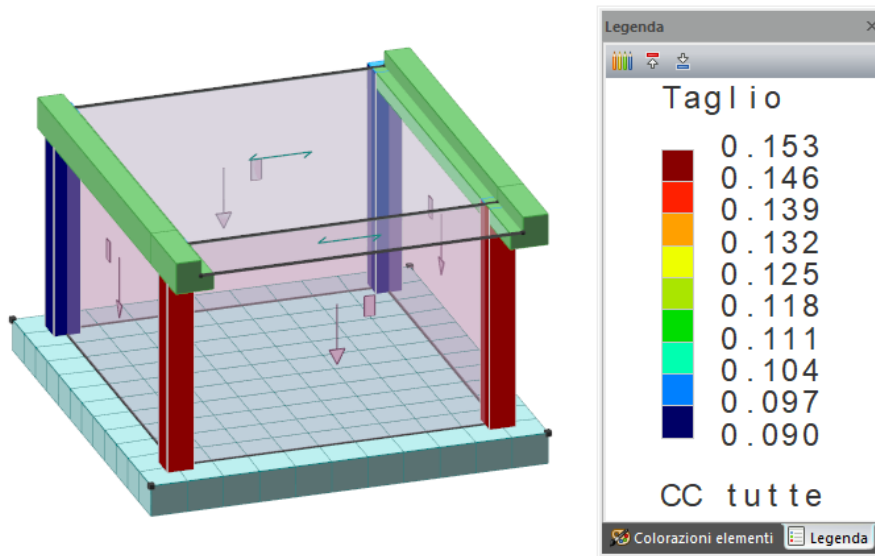 Legenda
Taglio
0.153
0.146
0.139
0.132
0.125
0.118
0.111
0.104
0.097
0.090
CC tutte
Colorazioni elementi
Legenda